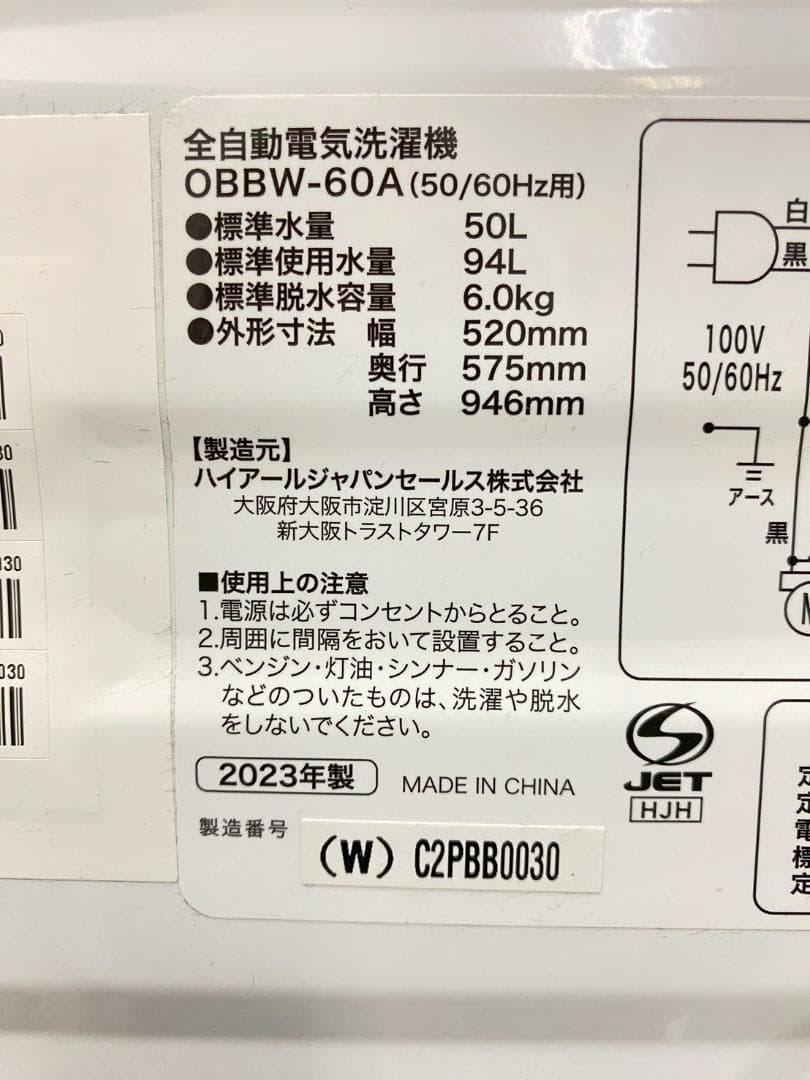 全自動電気洗濯機
OBBW-60A(50/60Hz用)
●標準水量 50L
●標準使用水量 94L
●標準脱水容量 6.0kg
●外形寸法 幅 520mm
奥行 575mm
高さ 946mm
【製造元】
ハイアールジャパンセールス株式会社
大阪府大阪市淀川区宮原3-5-36
新大阪トラストタワー7F
■使用上の注意
1.電源は必ずコンセントからとること。
2.周囲に間隔をおいて設置すること。
3.ベンジン・灯油・シンナー・ガソリン
などのついたものは、洗濯や脱水
をしないでください。
2023年製 MADE IN CHINA
製造番号 (W) C2PBB0030
白
黒
100V
50/60Hz
アース
黒
M
JET
HJH
定
定
電
標
定
0
30
030
030